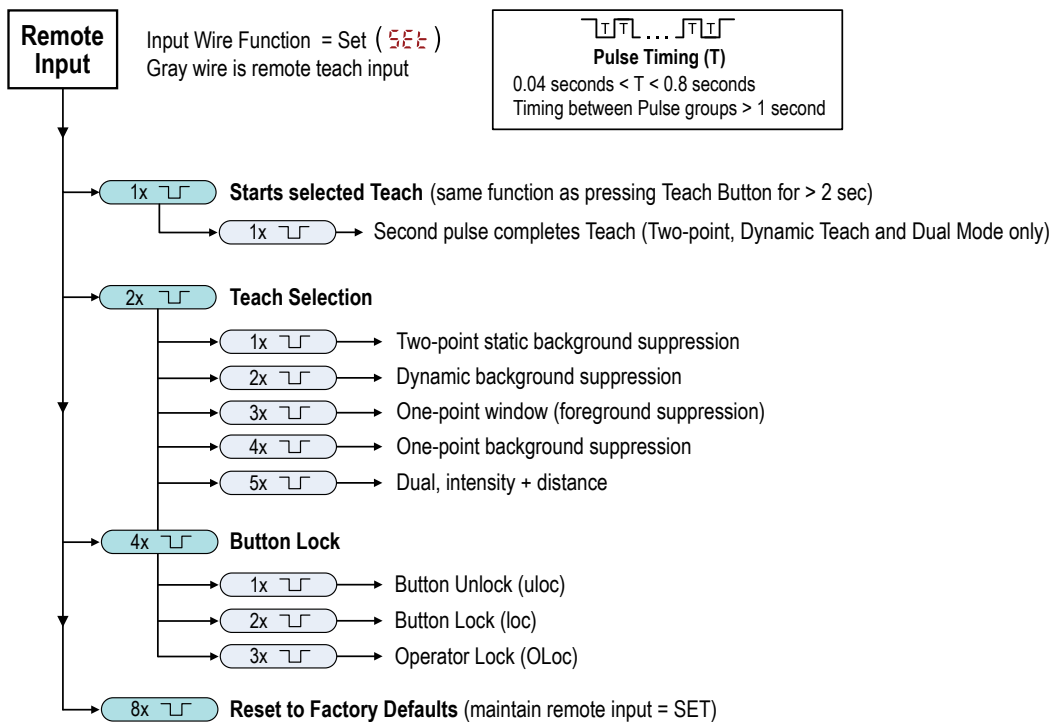 Remote
Input
Input Wire Function = Set ( SEt )
Gray wire is remote teach input
T T . . . . T T
Pulse Timing (T)
0.04 seconds < T < 0.8 seconds
Timing between Pulse groups > 1 second
1x Starts selected Teach (same function as pressing Teach Button for > 2 sec)
1x Second pulse completes Teach (Two-point, Dynamic Teach and Dual Mode only)
2x Teach Selection
1x Two-point static background suppression
2x Dynamic background suppression
3x One-point window (foreground suppression)
4x One-point background suppression
5x Dual, intensity + distance
4x Button Lock
1x Button Unlock (uloc)
2x Button Lock (loc)
3x Operator Lock (OLoc)
8x Reset to Factory Defaults (maintain remote input = SET)